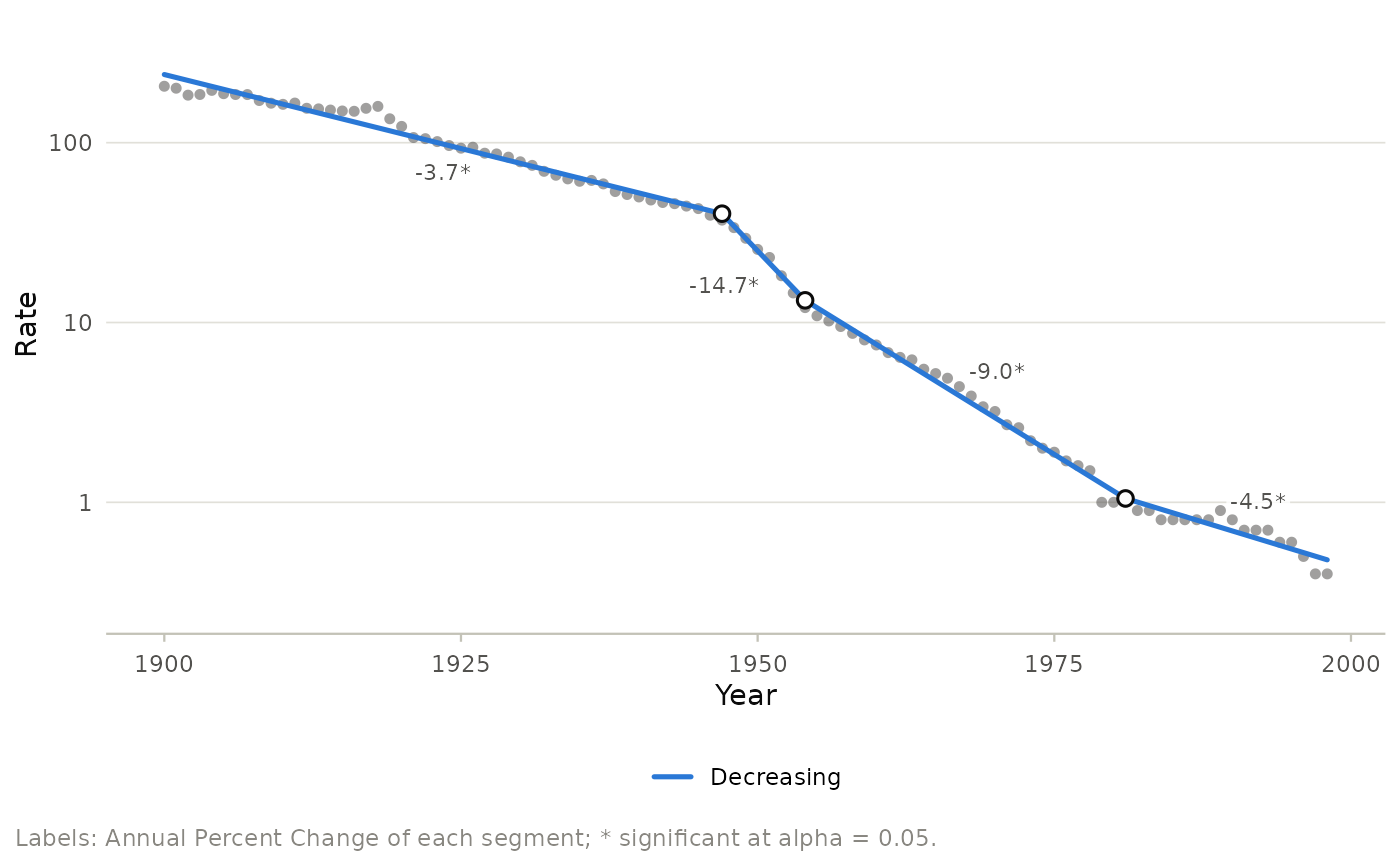 100
-3.7*
-14.7*
10
-9.0*
1
-4.5*
Rate
1900 1925 1950 1975 2000
Year
Decreasing
Labels: Annual Percent Change of each segment; * significant at alpha = 0.05.